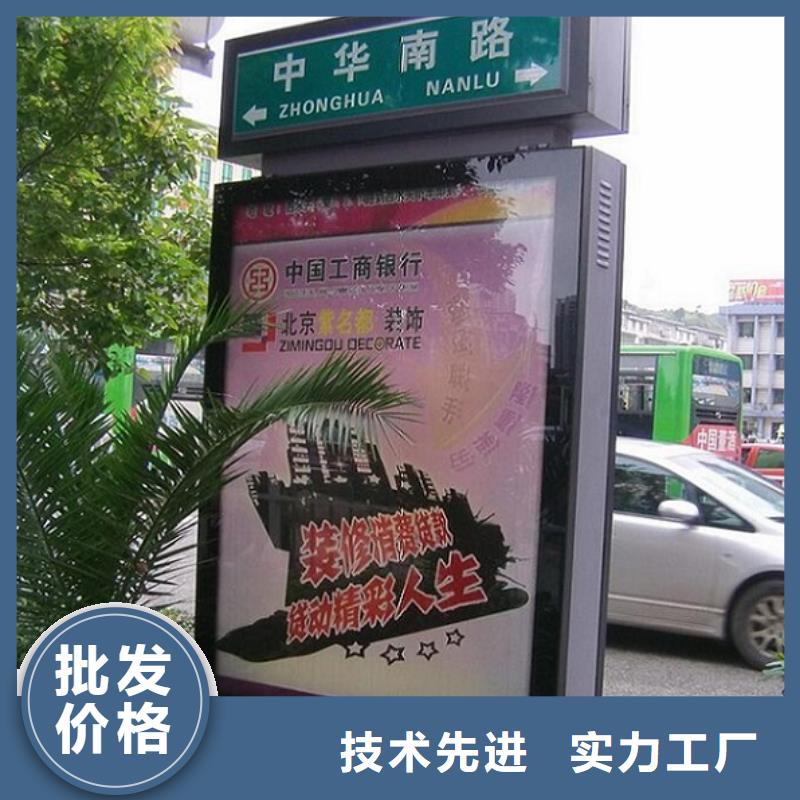 中华南路
ZHONGHUA NANLU
中国工商银行
北京紫名都 装饰
ZIMINGDU DECORATE
装修消费贷款
贷动精彩人生
中国董酒
批发
价格
技术先进 实力工厂